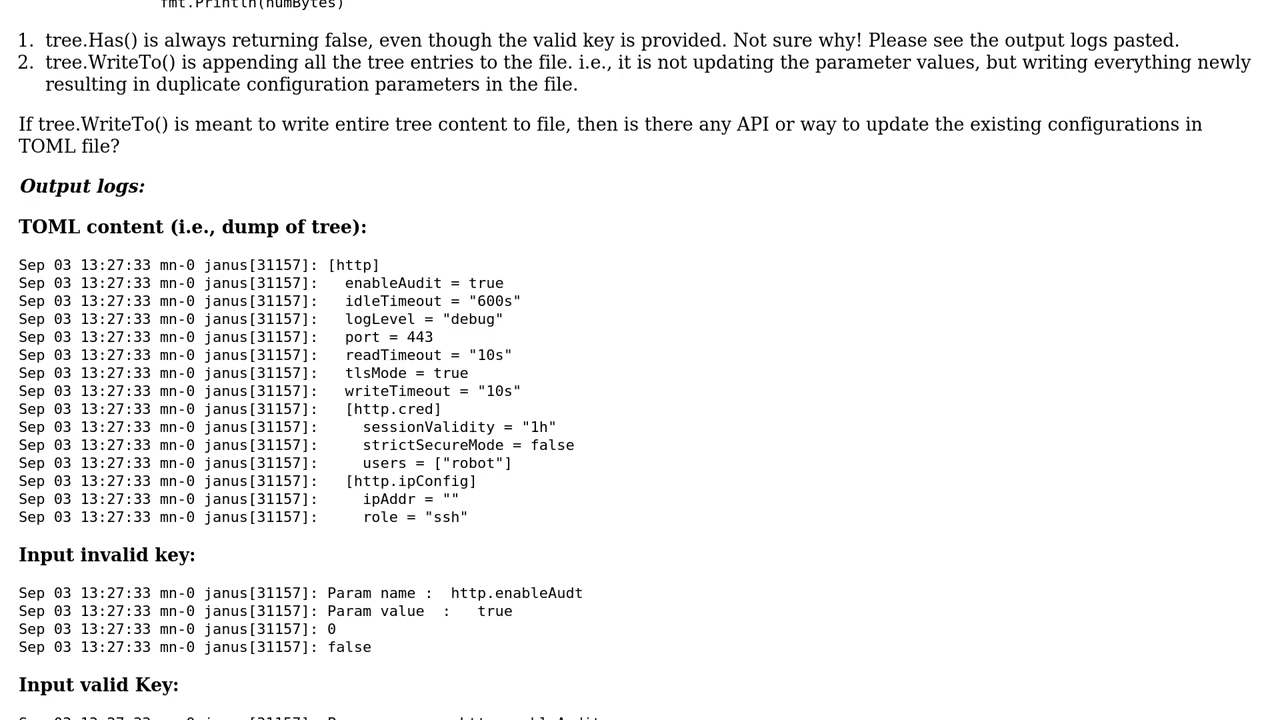 fmt.Println(numBytes)
1. tree.Has() is always returning false, even though the valid key is provided. Not sure why! Please see the output logs pasted.
2. tree.WriteTo() is appending all the tree entries to the file. i.e., it is not updating the parameter values, but writing everything newly
resulting in duplicate configuration parameters in the file.
If tree.WriteTo() is meant to write entire tree content to file, then is there any API or way to update the existing configurations in
TOML file?
Output logs:
TOML content (i.e., dump of tree):
Sep 03 13:27:33 mn-0 janus[31157]: [http]
Sep 03 13:27:33 mn-0 janus[31157]:   enableAudit = true
Sep 03 13:27:33 mn-0 janus[31157]:   idleTimeout = "600s"
Sep 03 13:27:33 mn-0 janus[31157]:   logLevel = "debug"
Sep 03 13:27:33 mn-0 janus[31157]:   port = 443
Sep 03 13:27:33 mn-0 janus[31157]:   readTimeout = "10s"
Sep 03 13:27:33 mn-0 janus[31157]:   tlsMode = true
Sep 03 13:27:33 mn-0 janus[31157]:   writeTimeout = "10s"
Sep 03 13:27:33 mn-0 janus[31157]:   [http.cred]
Sep 03 13:27:33 mn-0 janus[31157]:     sessionValidity = "1h"
Sep 03 13:27:33 mn-0 janus[31157]:     strictSecureMode = false
Sep 03 13:27:33 mn-0 janus[31157]:     users = ["robot"]
Sep 03 13:27:33 mn-0 janus[31157]:   [http.ipConfig]
Sep 03 13:27:33 mn-0 janus[31157]:     ipAddr = ""
Sep 03 13:27:33 mn-0 janus[31157]:     role = "ssh"
Input invalid key:
Sep 03 13:27:33 mn-0 janus[31157]: Param name :  http.enableAudt
Sep 03 13:27:33 mn-0 janus[31157]: Param value  :   true
Sep 03 13:27:33 mn-0 janus[31157]: 0
Sep 03 13:27:33 mn-0 janus[31157]: false
Input valid Key: